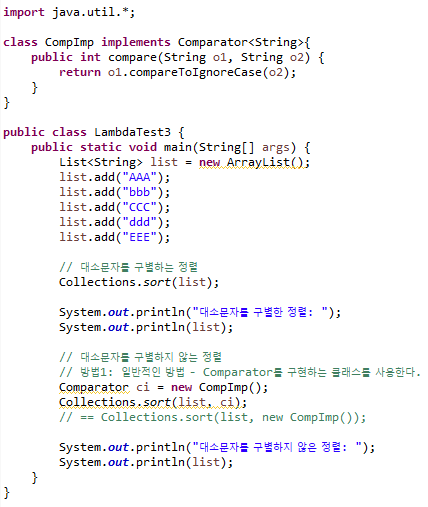 import java.util.*;
class CompImp implements Comparator<String>{
public int compare(String o1, String o2) {
return o1.compareToIgnoreCase(o2);
}
}
public class LambdaTest3 {
public static void main(String[] args) {
List<String> list = new ArrayList();
list.add("AAA");
list.add("bbb");
list.add("CCC");
list.add("ddd");
list.add("EEE");
// 대소문자를 구별하는 정렬
Collections.sort(list);
System.out.println("대소문자를 구별한 정렬: ");
System.out.println(list);
// 대소문자를 구별하지 않는 정렬
// 방법1: 일반적인 방법 - Comparator를 구현하는 클래스를 사용한다.
Comparator ci = new CompImp();
Collections.sort(list, ci);
// == Collections.sort(list, new CompImp());
System.out.println("대소문자를 구별하지 않은 정렬: ");
System.out.println(list);
}
}